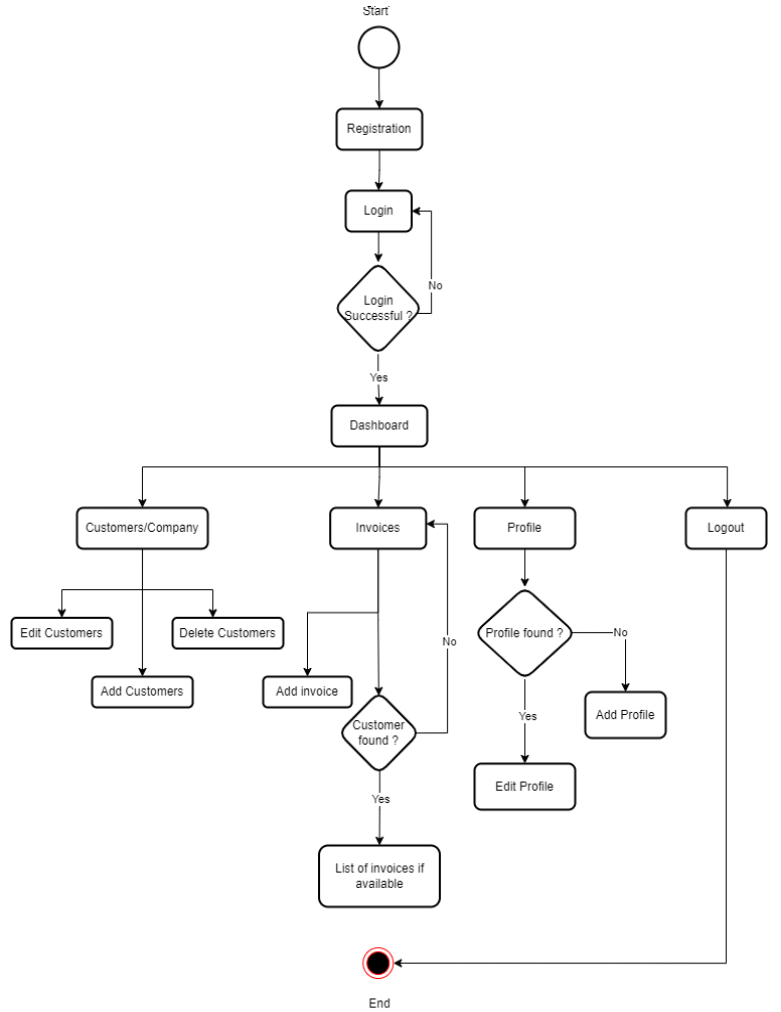 Start
Registration
Login
No
Login
Successful ?
Yes
Dashboard
Customers/Company
Invoices
Profile
Logout
Edit Customers
Delete Customers
Profile found ?
No
No
Add Customers
Add invoice
Customer
found ?
Yes
Add Profile
Edit Profile
Yes
List of invoices if
available
End